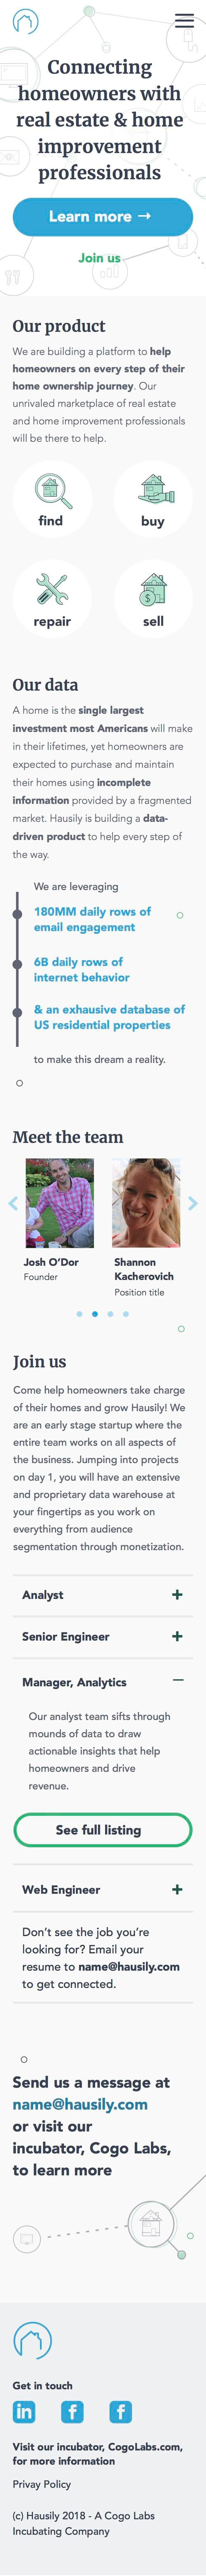 Connecting
homeowners with
real estate & home
improvement
professionals
Learn more →
Join us
Our product
We are building a platform to help
homeowners on every step of their
home ownership journey. Our
unrivaled marketplace of real estate
and home improvement professionals
will be there to help.
find
buy
repair
sell
Our data
A home is the single largest
investment most Americans will make
in their lifetimes, yet homeowners are
expected to purchase and maintain
their homes using incomplete
information provided by a fragmented
market. Hausily is building a data-
driven product to help every step of
the way.
We are leveraging
180MM daily rows of
email engagement
6B daily rows of
internet behavior
& an exhausive database of
US residential properties
to make this dream a reality.
Meet the team
Josh O’Dor
Founder
Shannon
Kacherovich
Position title
Join us
Come help homeowners take charge
of their homes and grow Hausily! We
are an early stage startup where the
entire team works on all aspects of
the business. Jumping into projects
on day 1, you will have an extensive
and proprietary data warehouse at
your fingertips as you work on
everything from audience
segmentation through monetization.
Analyst
Senior Engineer
Manager, Analytics
Our analyst team sifts through
mounds of data to draw
actionable insights that help
homeowners and drive
revenue.
See full listing
Web Engineer
Don’t see the job you’re
looking for? Email your
resume to name@hausily.com
to get connected.
Send us a message at
name@hausily.com
or visit our
incubator, Cogo Labs,
to learn more
Get in touch
Visit our incubator, CogoLabs.com,
for more information
Privay Policy
(c) Hausily 2018 - A Cogo Labs
Incubating Company